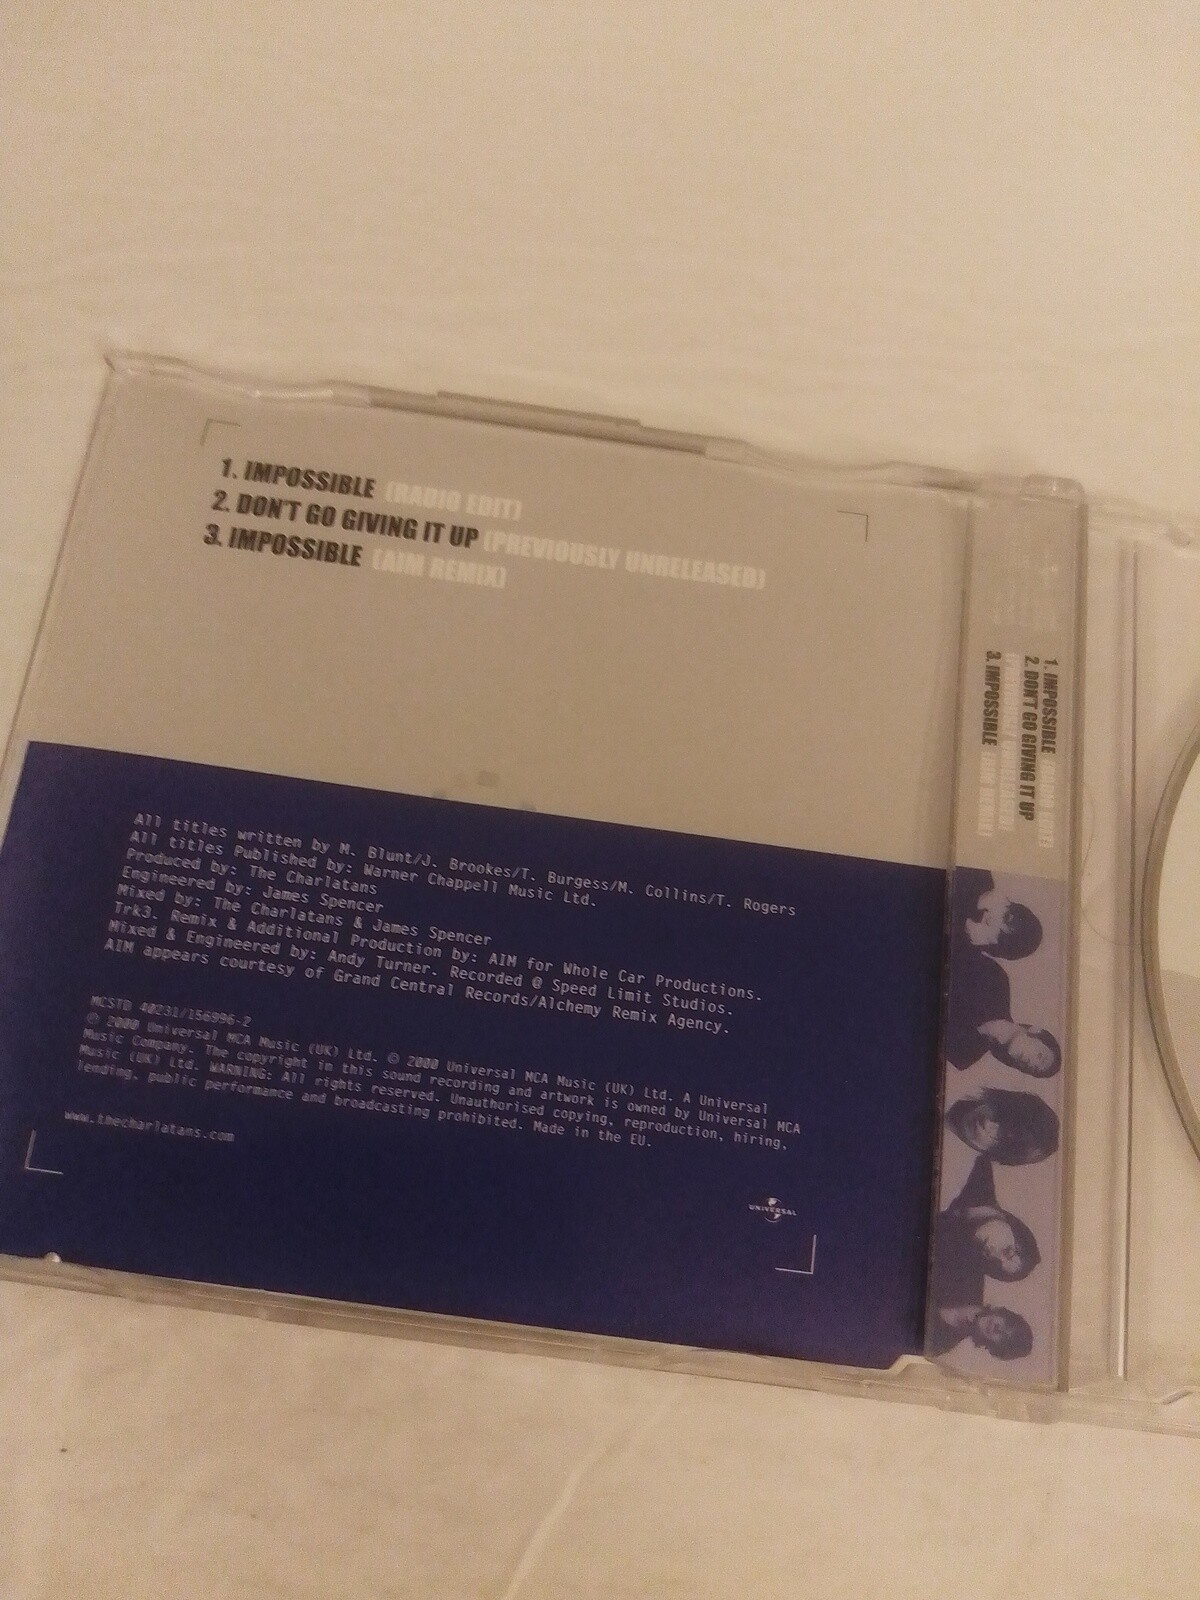 1. IMPOSSIBLE (RADIO EDIT)
2. DON'T GO GIVING IT UP (PREVIOUSLY UNRELEASED)
3. IMPOSSIBLE (AIM REMIX)
All titles written by M. Blunt/J. Brookes/T. Burgess/M. Collins/T. Rogers
All titles Published by: Warner Chappell Music Ltd.
Produced by: The Charlatans
Engineered by: James Spencer
Mixed by: The Charlatans & James Spencer
Trk3. Remix & Additional Production by: AIM for Whole Car Productions.
Mixed & Engineered by: Andy Turner. Recorded @ Speed Limit Studios.
AIM appears courtesy of Grand Central Records/Alchemy Remix Agency.
MCSTD 40231/156996-2
℗ 2000 Universal MCA Music (UK) Ltd. © 2000 Universal MCA Music (UK) Ltd. A Universal
Music Company. The copyright in this sound recording and artwork is owned by Universal MCA
Music (UK) Ltd. WARNING: All rights reserved. Unauthorised copying, reproduction, hiring,
lending, public performance and broadcasting prohibited. Made in the EU.
www.thecharlatans.com
UNIVERSAL
1. IMPOSSIBLE (RADIO EDIT)
2. DON'T GO GIVING IT UP
(PREVIOUSLY UNRELEASED)
3. IMPOSSIBLE (AIM REMIX)